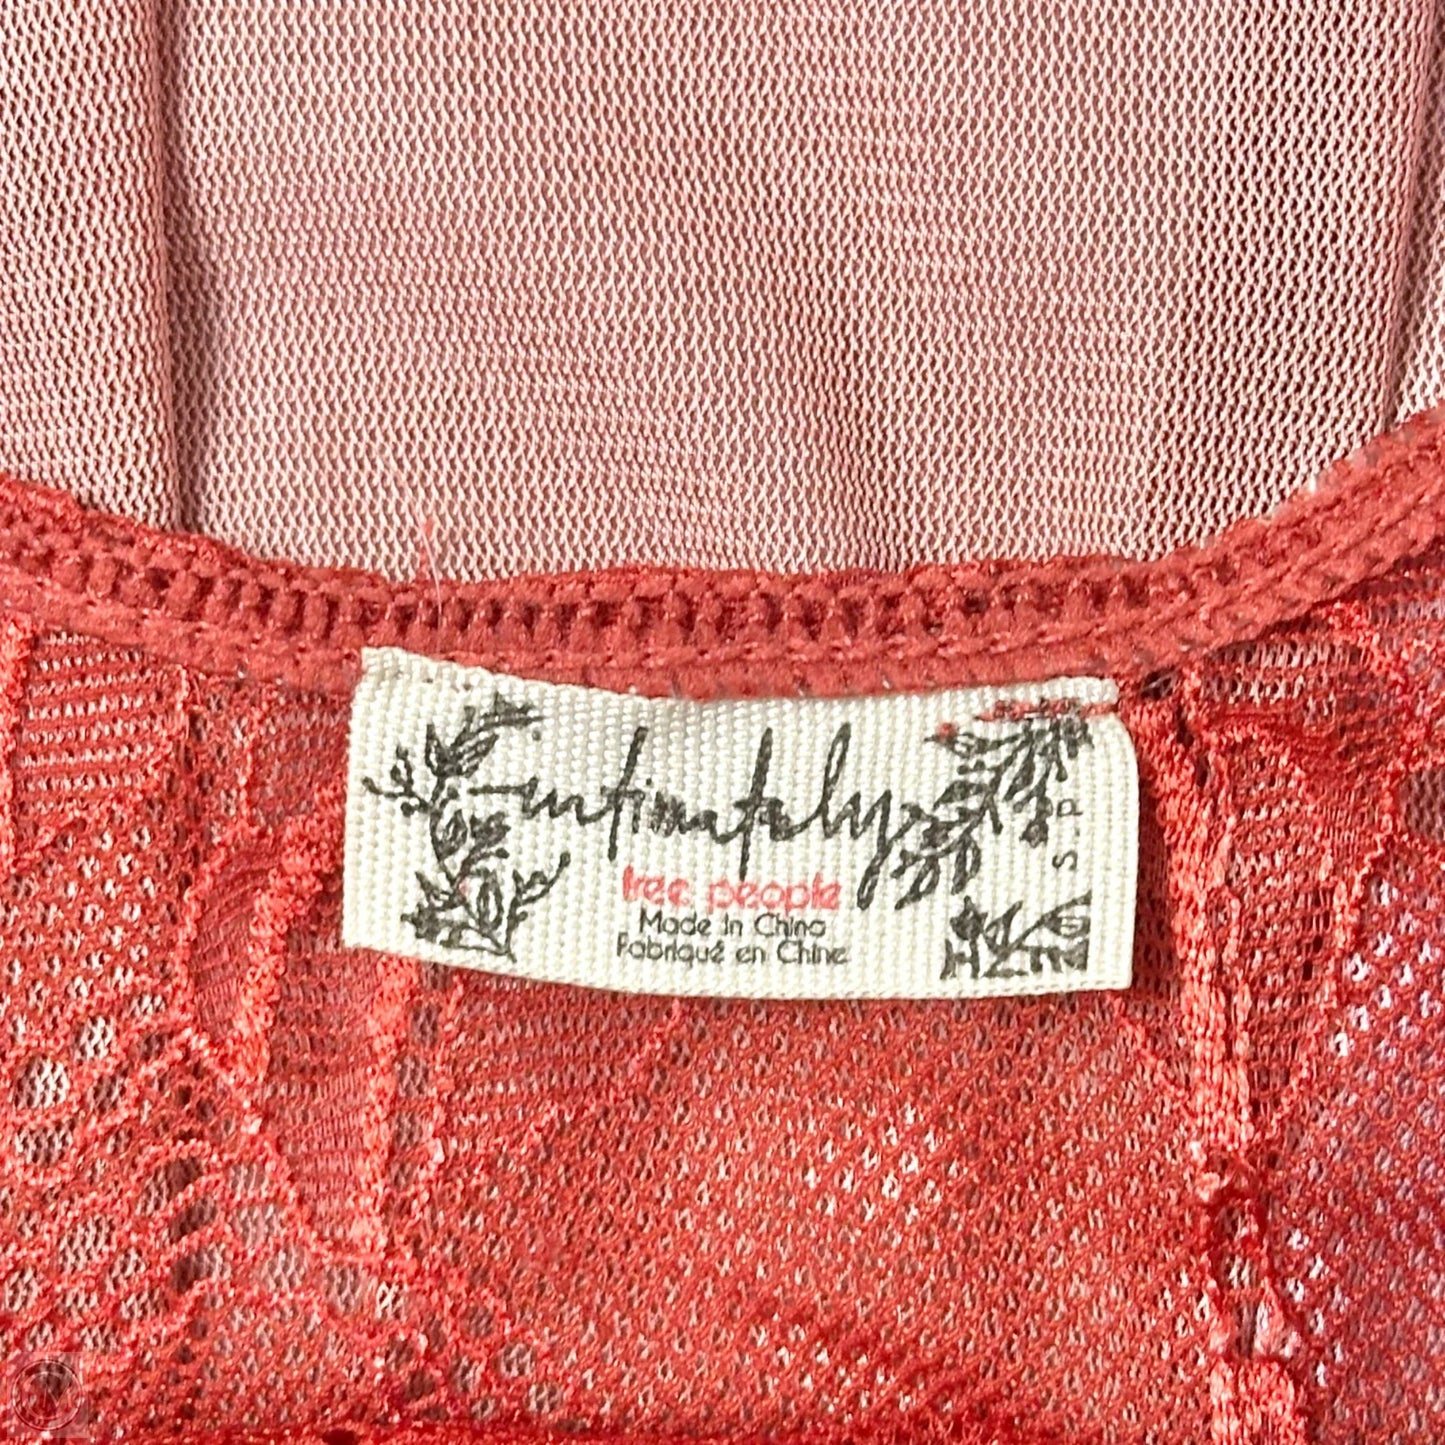 intimately
free people
Made In China
Fabriqué en Chine
S-P